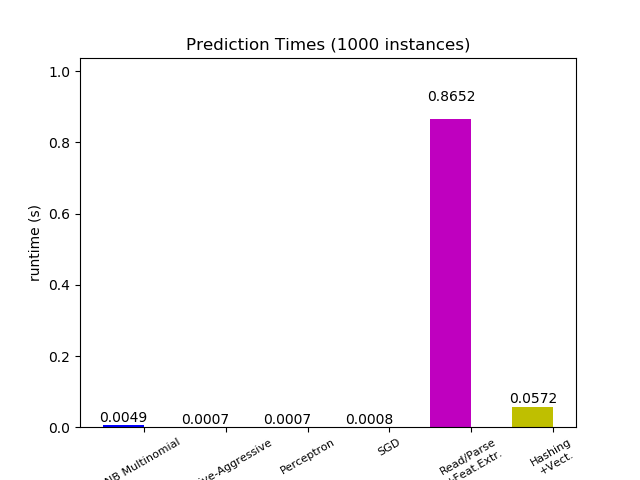 Prediction Times (1000 instances)
runtime (s)
1.0
0.8
0.6
0.4
0.2
0.0
0.0049
0.0007
0.0007
0.0008
0.8652
0.0572
NB Multinomial
ve-Aggressive
Perceptron
SGD
Read/Parse
+Feat.Extr.
Hashing
+Vect.